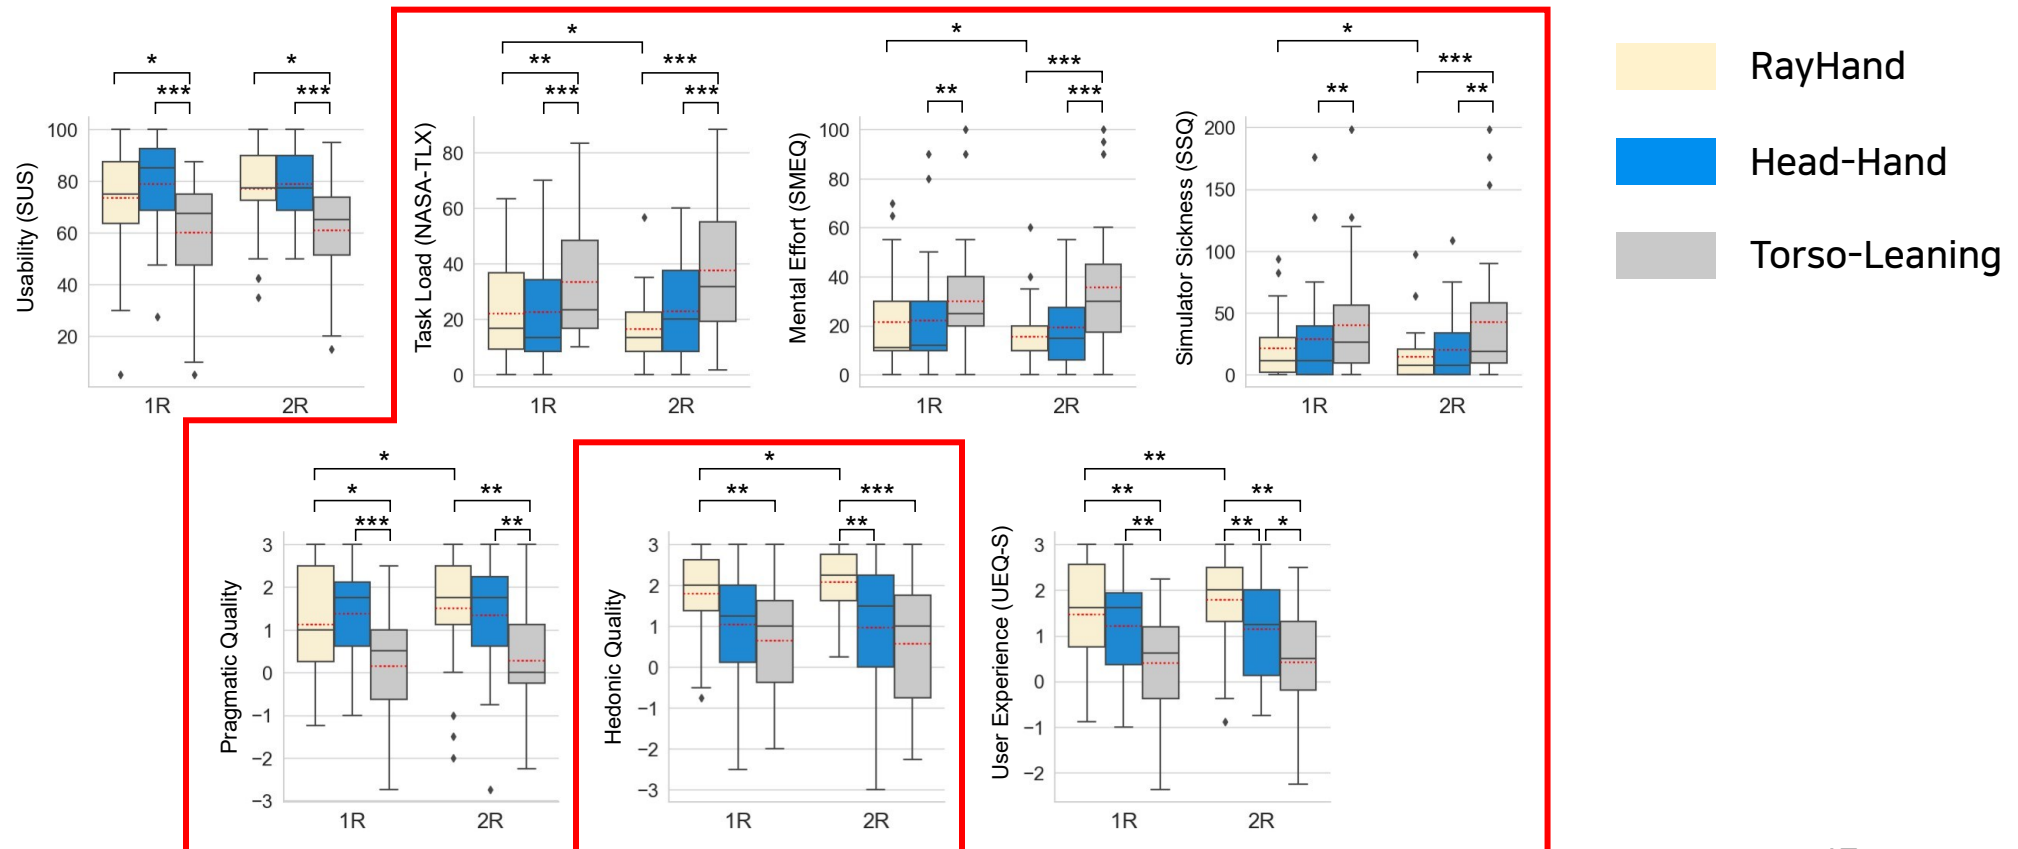 * * * ** *** *** *** * ** *** *** * ** *** **
*** ***
Usability (SUS)
100
80
60
40
20
1R 2R
Task Load (NASA-TLX)
80
60
40
20
0
1R 2R
Mental Effort (SMEQ)
100
80
60
40
20
0
1R 2R
Simulator Sickness (SSQ)
200
150
100
50
0
1R 2R
RayHand
Head-Hand
Torso-Leaning
* * ** *** **
Pragmatic Quality
3
2
1
0
−1
−2
−3
1R 2R
* ** *** **
Hedonic Quality
3
2
1
0
−1
−2
−3
1R 2R
** ** ** ** ** *
User Experience (UEQ-S)
3
2
1
0
−1
−2
1R 2R